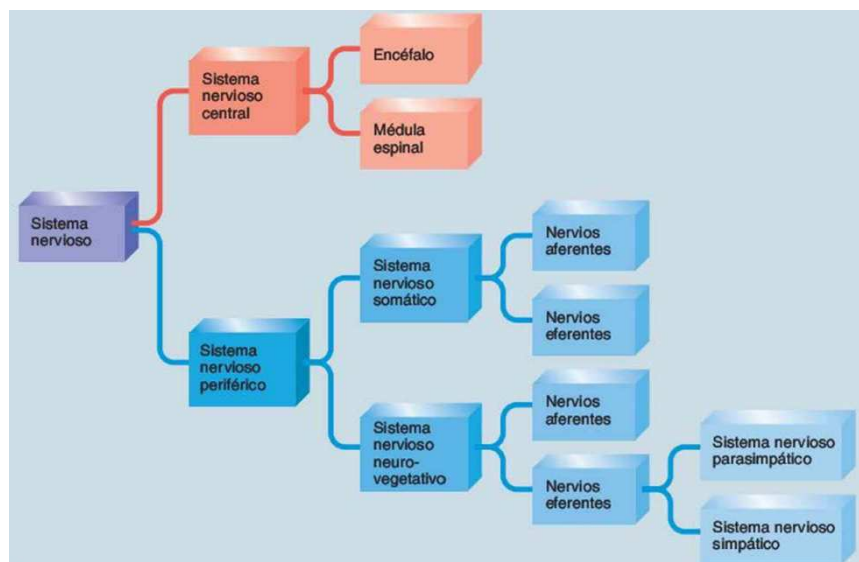 Sistema
nervioso
Sistema
nervioso
central
Encéfalo
Médula
espinal
Sistema
nervioso
periférico
Sistema
nervioso
somático
Nervios
aferentes
Nervios
eferentes
Sistema
nervioso
neuro-
vegetativo
Nervios
aferentes
Nervios
eferentes
Sistema nervioso
parasimpático
Sistema nervioso
simpático